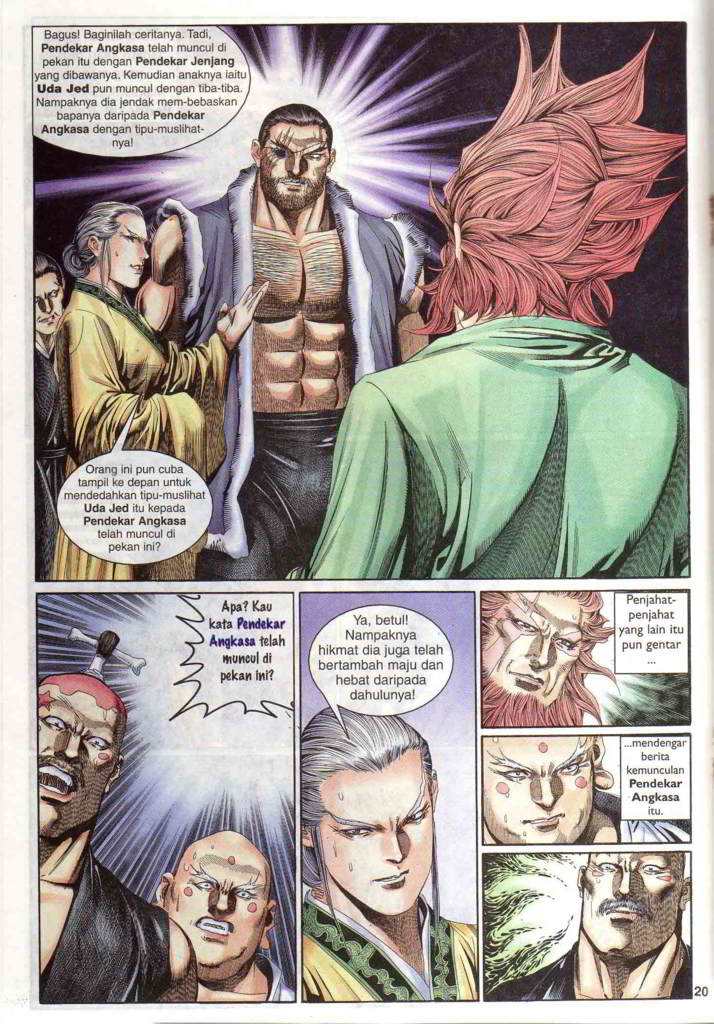 Bagus! Baginilah ceritanya. Tadi,
Pendekar Angkasa telah muncul di
pekan itu dengan Pendekar Jenjang
yang dibawanya. Kemudian anaknya iaitu
Uda Jed pun muncul dengan tiba-tiba.
Nampaknya dia jendak mem-bebaskan
bapanya daripada Pendekar
Angkasa dengan tipu-muslihat-
nya!
Orang ini pun cuba
tampil ke depan untuk
mendedahkan tipu-muslihat
Uda Jed itu kepada
Pendekar Angkasa
telah muncul di
pekan ini?
Apa? Kau
kata Pendekar
Angkasa telah
muncul di
pekan ini?
Ya, betul!
Nampaknya
hikmat dia juga telah
bertambah maju dan
hebat daripada
dahulunya!
Penjahat-
penjahat
yang lain itu
pun gentar
...
...mendengar
berita
kemunculan
Pendekar
Angkasa
itu.
20